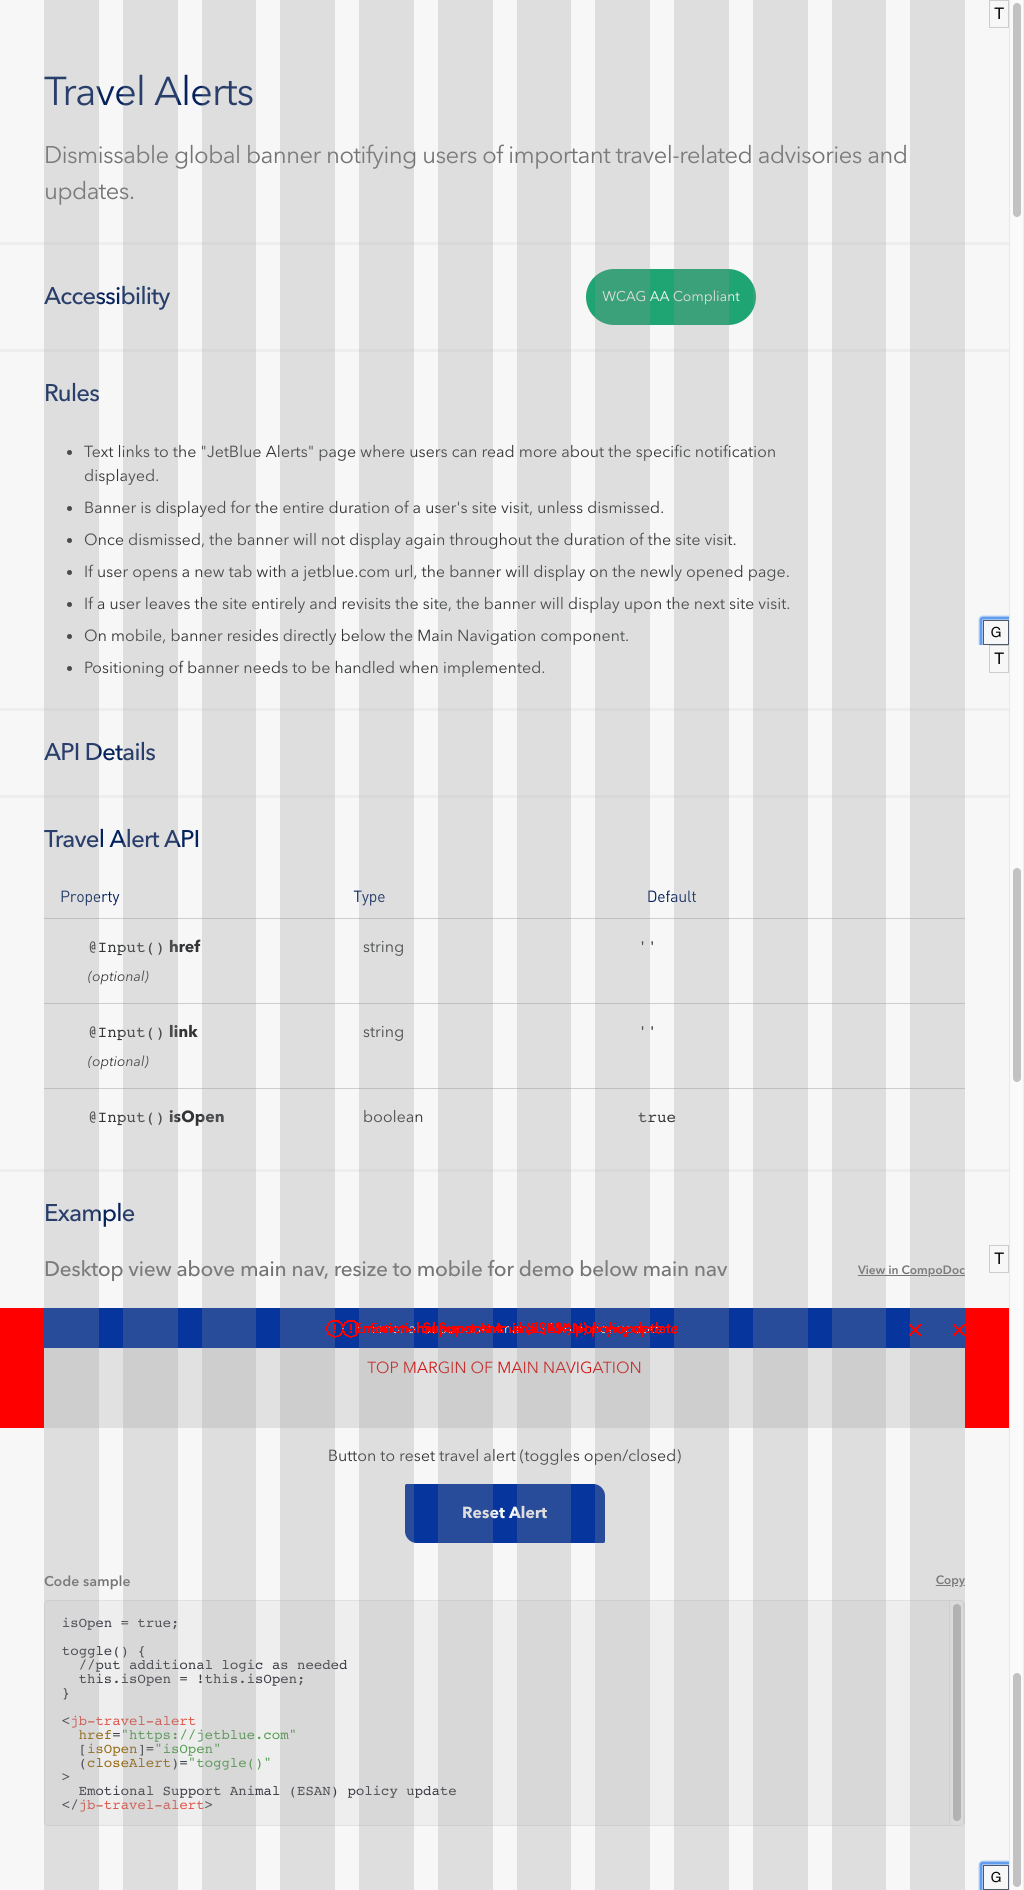 T
Travel Alerts
Dismissable global banner notifying users of important travel-related advisories and
updates.
Accessibility
WCAG AA Compliant
Rules
• Text links to the "JetBlue Alerts" page where users can read more about the specific notification
displayed.
• Banner is displayed for the entire duration of a user's site visit, unless dismissed.
• Once dismissed, the banner will not display again throughout the duration of the site visit.
• If user opens a new tab with a jetblue.com url, the banner will display on the newly opened page.
• If a user leaves the site entirely and revisits the site, the banner will display upon the next site visit.
• On mobile, banner resides directly below the Main Navigation component.
G
• Positioning of banner needs to be handled when implemented.
T
API Details
Travel Alert API
Property Type Default
@Input() href string ''
(optional)
@Input() link string ''
(optional)
@Input() isOpen boolean true
Example
T
Desktop view above main nav, resize to mobile for demo below main nav View in CompoDoc
TOP MARGIN OF MAIN NAVIGATION
Button to reset travel alert (toggles open/closed)
Reset Alert
Code sample Copy
isOpen = true;
toggle() {
//put additional logic as needed
this.isOpen = !this.isOpen;
}
<jb-travel-alert
href="https://jetblue.com"
[isOpen]="isOpen"
(closeAlert)="toggle()"
>
Emotional Support Animal (ESAN) policy update
</jb-travel-alert>
G